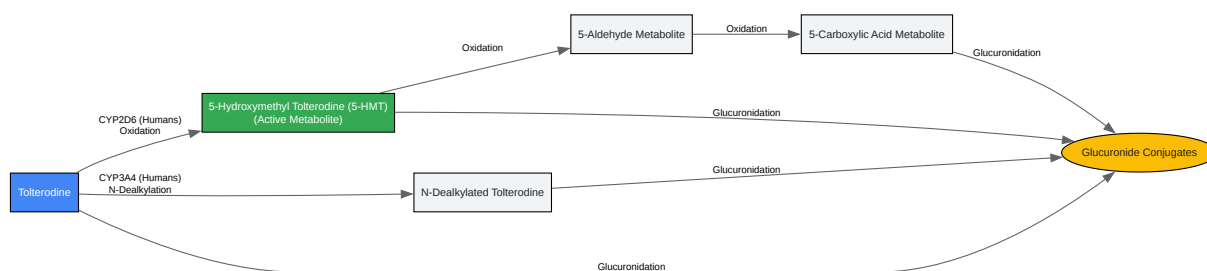 5-Aldehyde Metabolite
Oxidation
5-Carboxylic Acid Metabolite
Oxidation
Glucuronidation
5-Hydroxymethyl Tolterodine (5-HMT)
(Active Metabolite)
CYP2D6 (Humans)
Oxidation
Glucuronidation
Glucuronide Conjugates
CYP3A4 (Humans)
N-Dealkylation
Tolterodine
N-Dealkylated Tolterodine
Glucuronidation
Glucuronidation